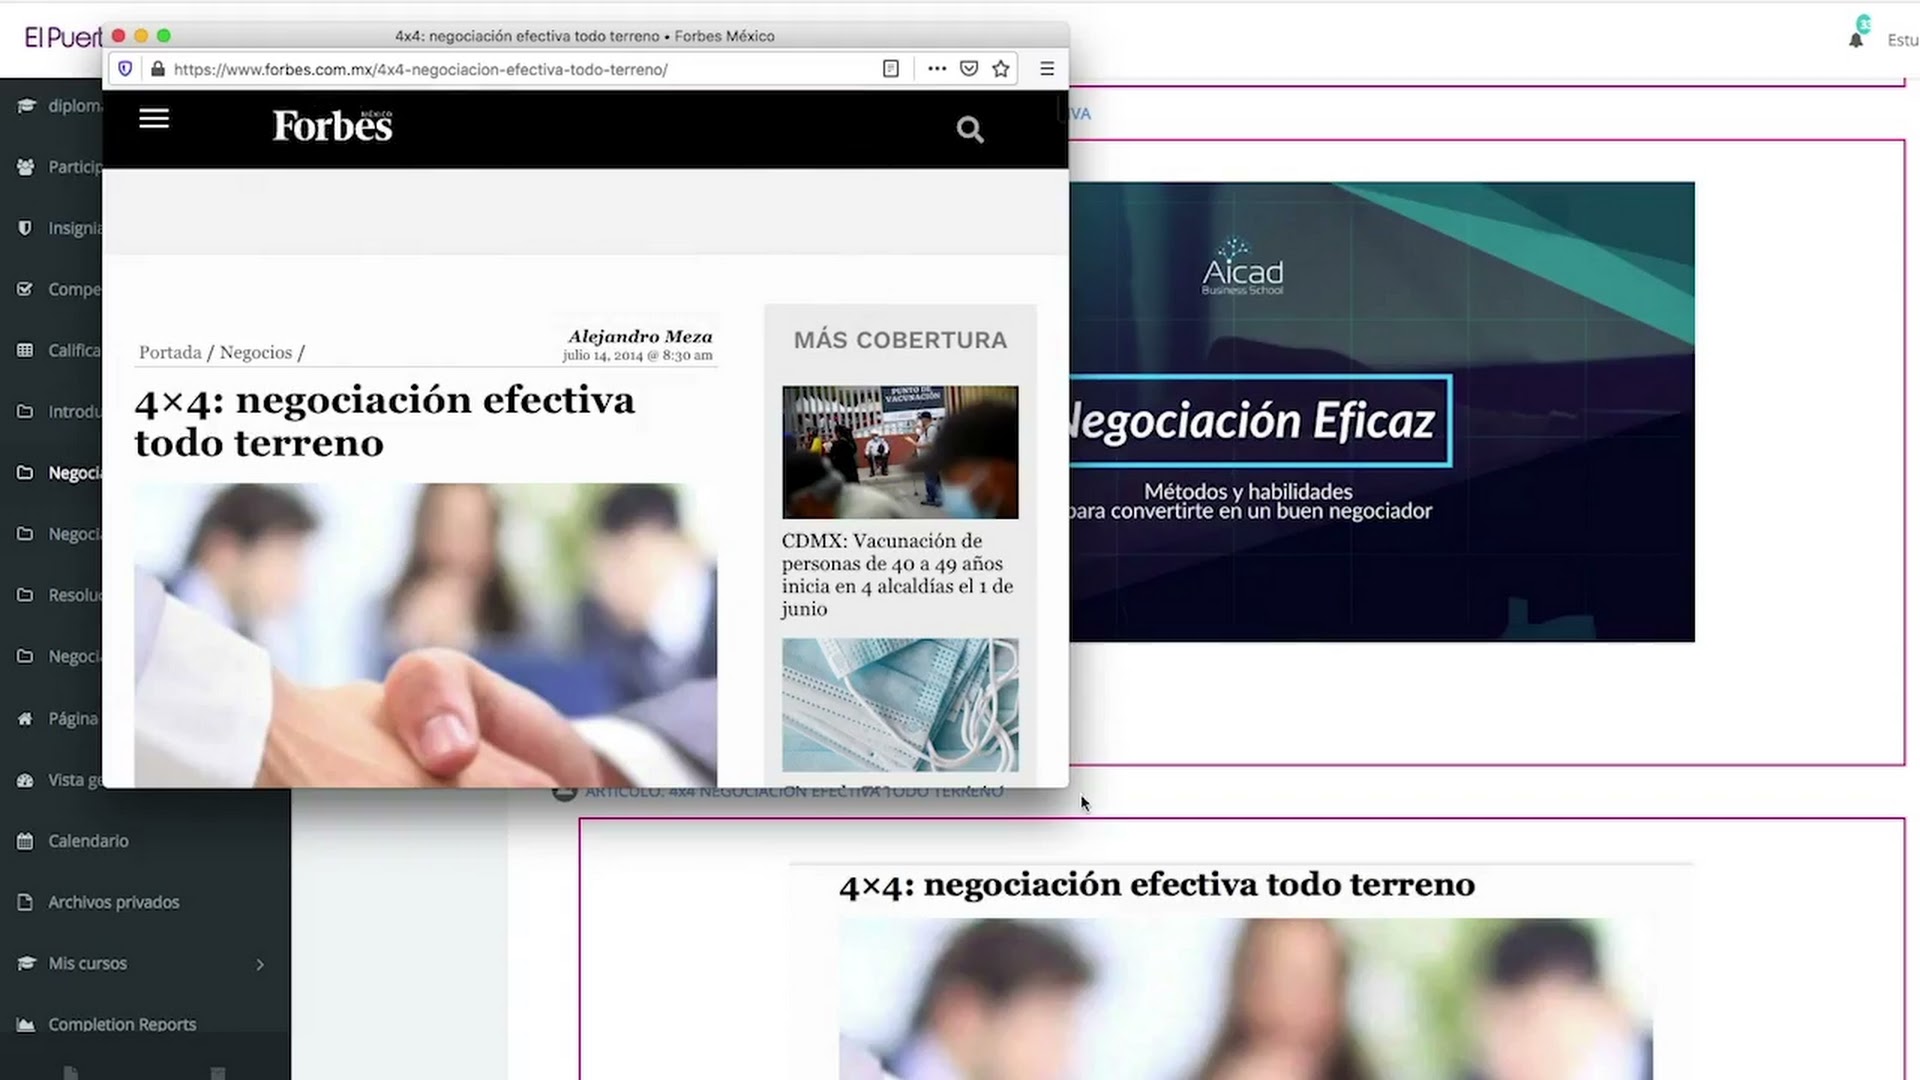 El Puert
4x4: negociación efectiva todo terreno • Forbes México
https://www.forbes.com.mx/4x4-negociacion-efectiva-todo-terreno/
33
Estu
Forbes
MÉXICO
diplom
Particip
Insignia
Compe
Califica
Introdu
Negoci
Negoci
Resoluc
Negoci
Página
Vista ge
Calendario
Archivos privados
Mis cursos
Completion Reports
Portada / Negocios /
Alejandro Meza
julio 14, 2014 @ 8:30 am
4×4: negociación efectiva
todo terreno
MÁS COBERTURA
PUNTO DE
VACUNACIÓN
CDMX: Vacunación de
personas de 40 a 49 años
inicia en 4 alcaldías el 1 de
junio
IVA
Aicad
Business School
Negociación Eficaz
Métodos y habilidades
para convertirte en un buen negociador
ARTÍCULO: 4X4 NEGOCIACIÓN EFECTIVA TODO TERRENO
4×4: negociación efectiva todo terreno